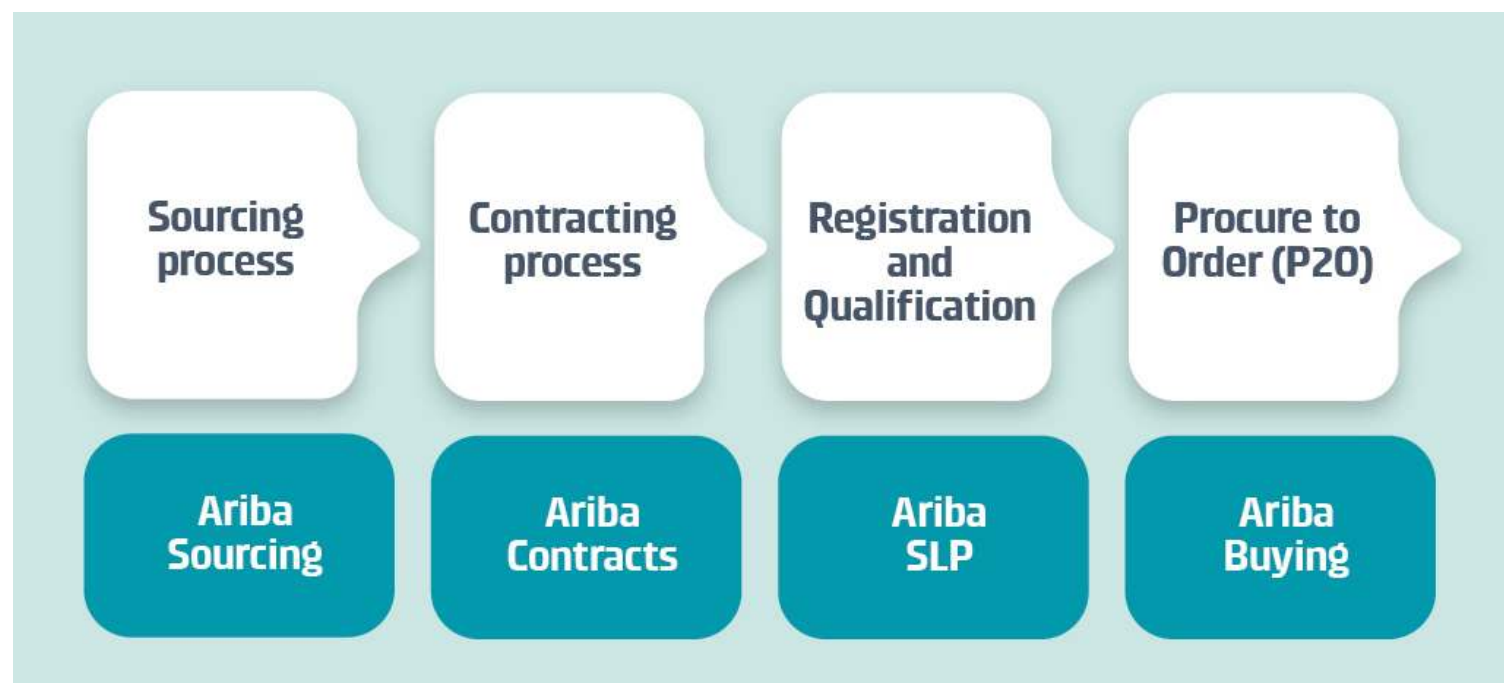 Sourcing
process
Contracting
process
Registration
and
Qualification
Procure to
Order (P2O)
Ariba
Sourcing
Ariba
Contracts
Ariba
SLP
Ariba
Buying